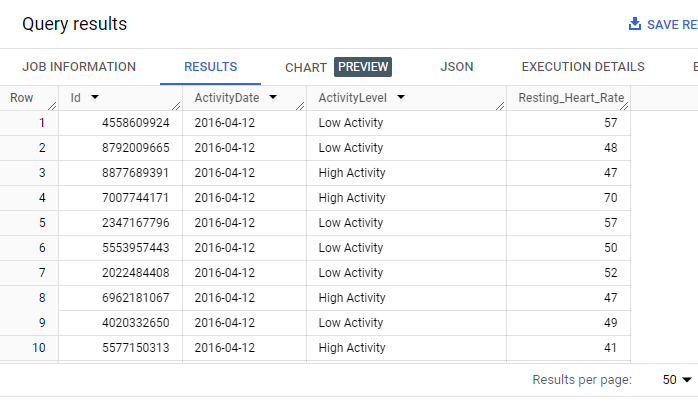 Query results SAVE RE
JOB INFORMATION RESULTS CHART PREVIEW JSON EXECUTION DETAILS E
Row Id ActivityDate ActivityLevel Resting_Heart_Rate
1 4558609924 2016-04-12 Low Activity 57
2 8792009665 2016-04-12 Low Activity 48
3 8877689391 2016-04-12 High Activity 47
4 7007744171 2016-04-12 High Activity 70
5 2347167796 2016-04-12 Low Activity 57
6 5553957443 2016-04-12 Low Activity 50
7 2022484408 2016-04-12 Low Activity 52
8 6962181067 2016-04-12 High Activity 47
9 4020332650 2016-04-12 Low Activity 49
10 5577150313 2016-04-12 High Activity 41
Results per page: 50